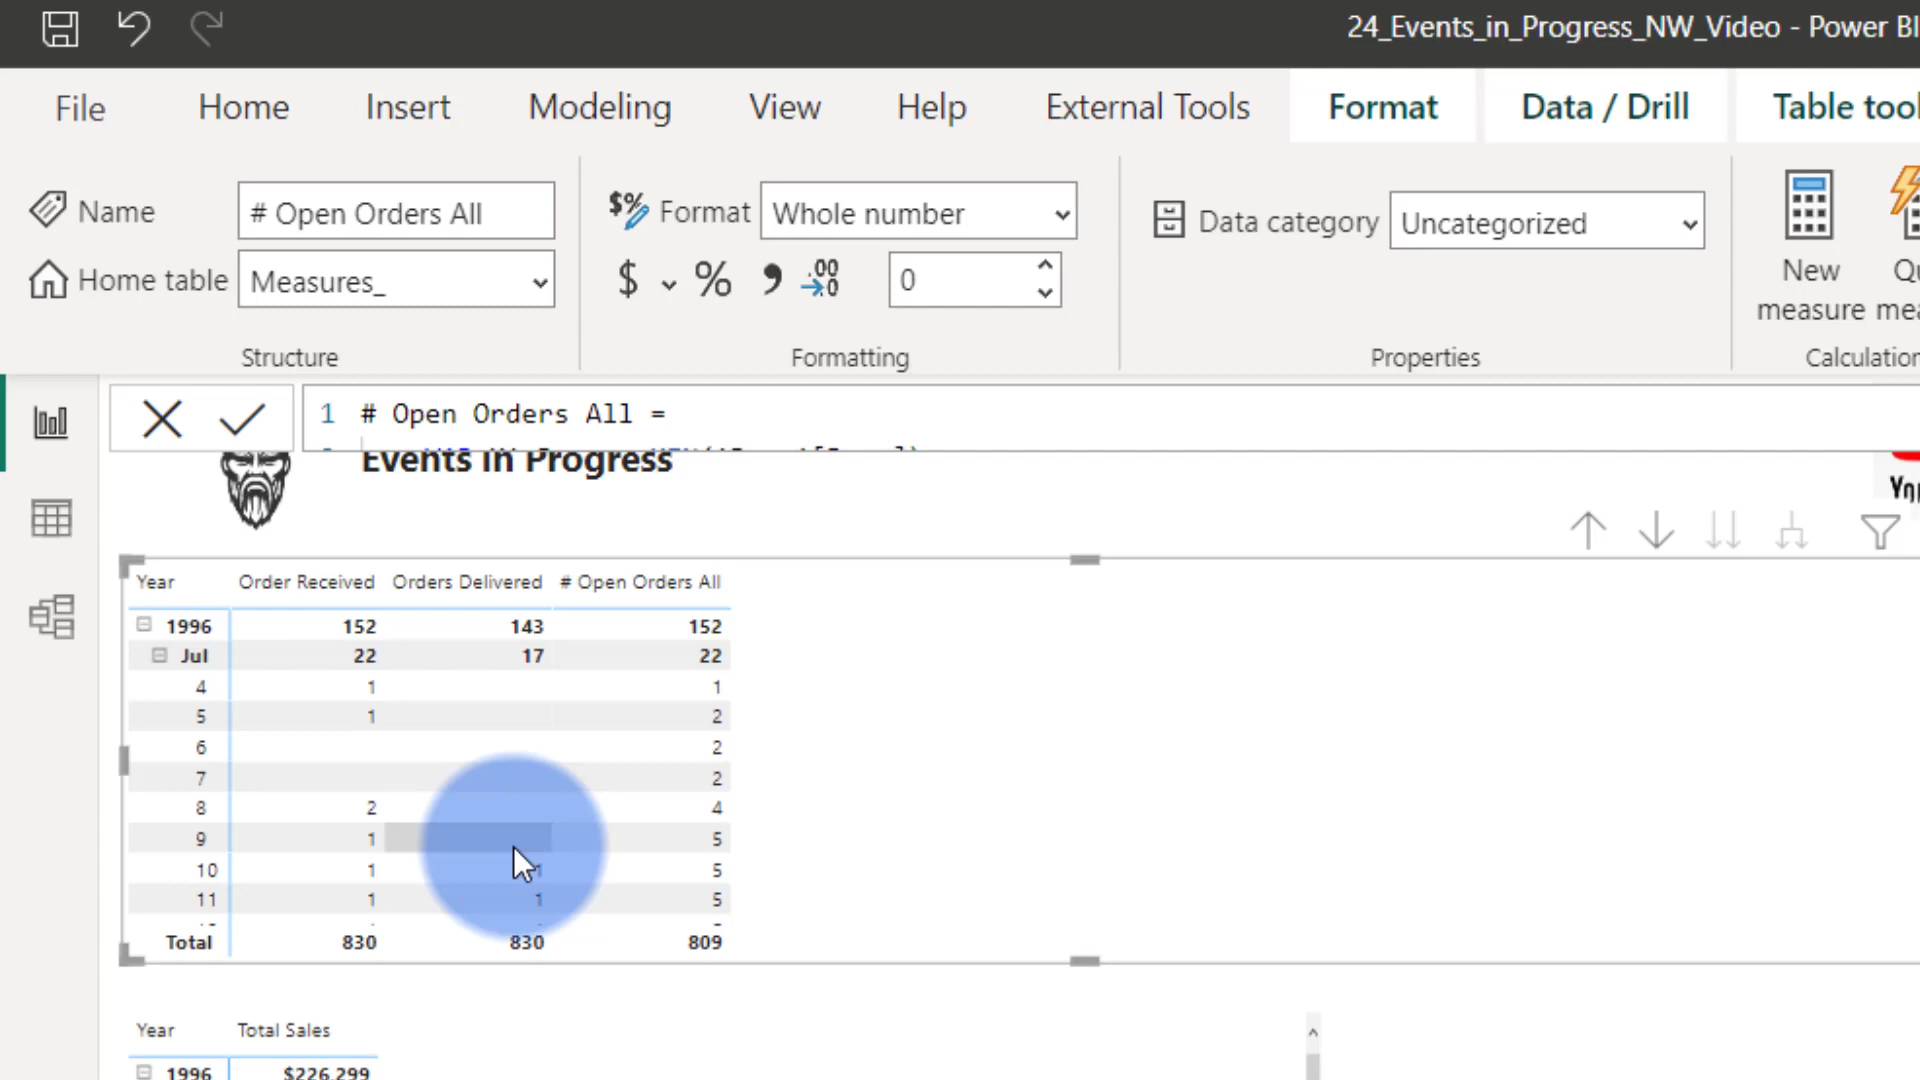 24_Events_in_Progress_NW_Video - Power BI
File Home Insert Modeling View Help External Tools Format Data / Drill Table tool
Name # Open Orders All Format Whole number Data category Uncategorized New
Home table Measures_ $ % 0 measure
Structure Formatting Properties Calculation
1 # Open Orders All =
Events in Progress
Year Order Received Orders Delivered # Open Orders All
1996 152 143 152
Jul 22 17 22
4 1 1
5 1 2
6 2
7 2
8 2 4
9 1 5
10 1 1 5
11 1 1 5
Total 830 830 809
Year Total Sales
1996 $226,299